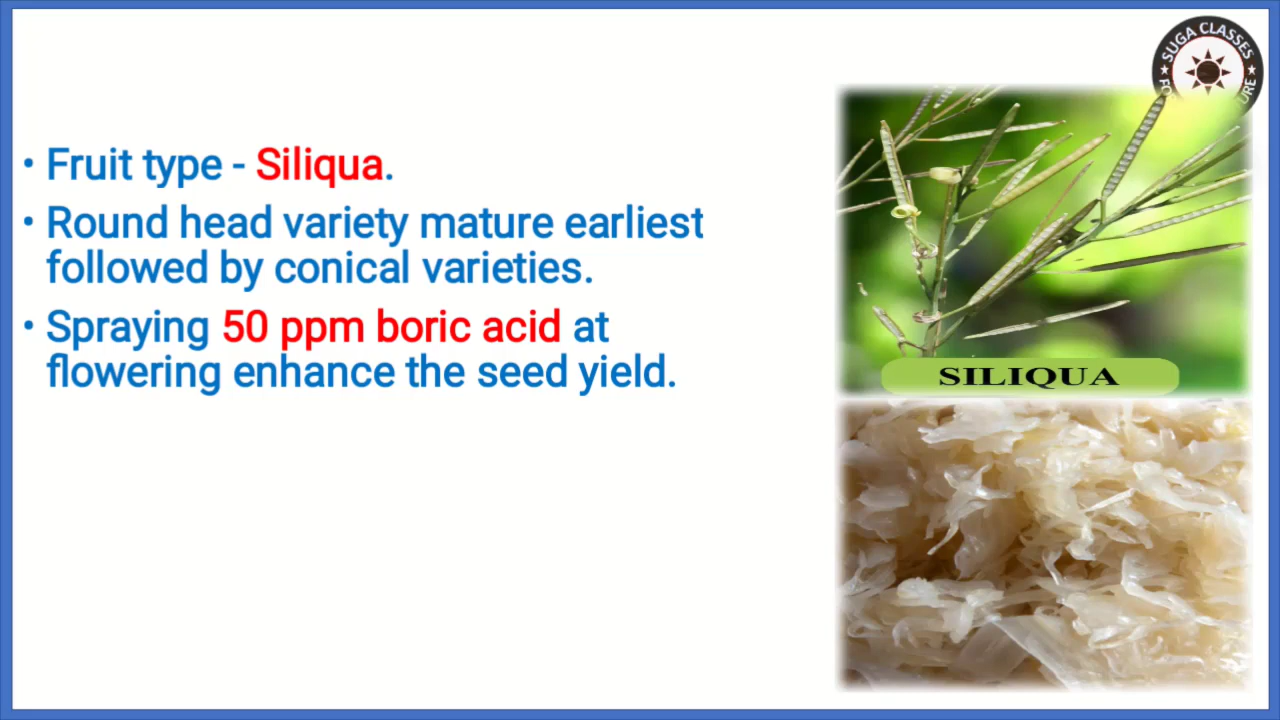 SUGA CLASSES
• Fruit type - Siliqua.
• Round head variety mature earliest
followed by conical varieties.
• Spraying 50 ppm boric acid at
flowering enhance the seed yield.
SILIQUA